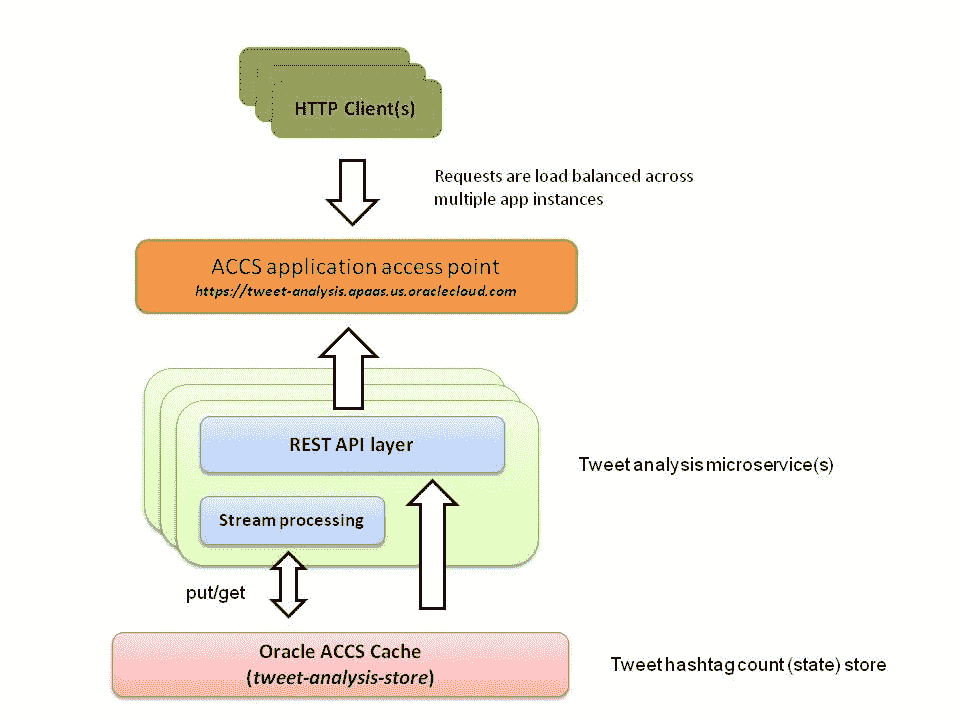 HTTP Client(s)
Requests are load balanced across
multiple app instances
ACCS application access point
https://tweet-analysis.apaas.us.oraclecloud.com
REST API layer
Tweet analysis microservice(s)
Stream processing
put/get
Oracle ACCS Cache
(tweet-analysis-store)
Tweet hashtag count (state) store